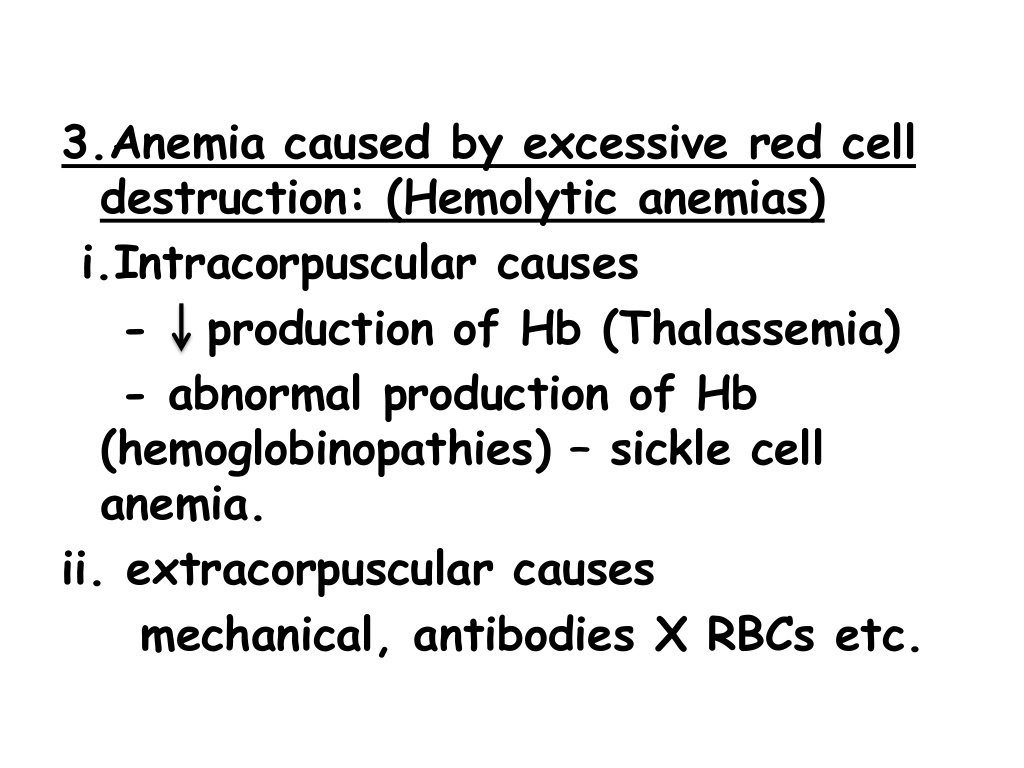 3.Anemia caused by excessive red cell
destruction: (Hemolytic anemias)
i.Intracorpuscular causes
- ↓ production of Hb (Thalassemia)
- abnormal production of Hb
(hemoglobinopathies) – sickle cell
anemia.
ii. extracorpuscular causes
mechanical, antibodies X RBCs etc.